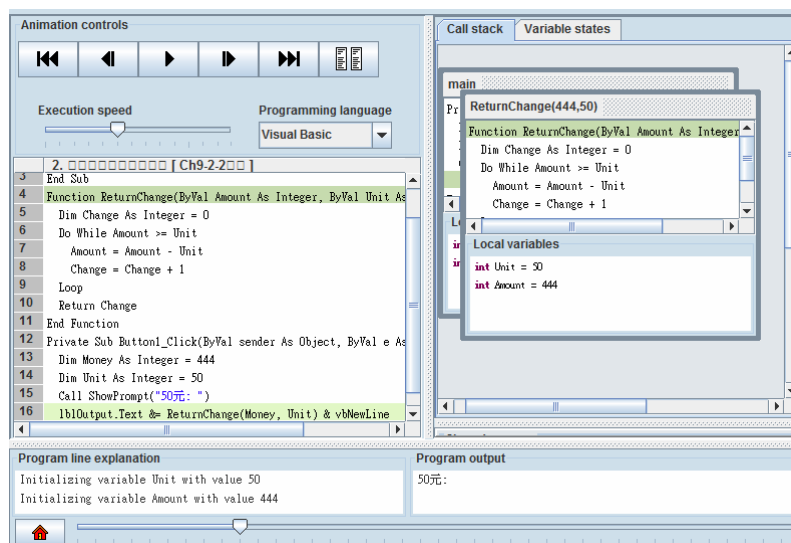 Animation controls
Execution speed
Programming language
Visual Basic
2. □□□□□□□□□□ [ Ch9-2-2□□ ]
3 End Sub
4 Function ReturnChange(ByVal Amount As Integer, ByVal Unit As
5 Dim Change As Integer = 0
6 Do While Amount >= Unit
7 Amount = Amount - Unit
8 Change = Change + 1
9 Loop
10 Return Change
11 End Function
12 Private Sub Button1_Click(ByVal sender As Object, ByVal e As
13 Dim Money As Integer = 444
14 Dim Unit As Integer = 50
15 Call ShowPrompt("50元: ")
16 lblOutput.Text &= ReturnChange(Money, Unit) & vbNewLine
Call stack
Variable states
main
Pr
ReturnChange(444,50)
Function ReturnChange(ByVal Amount As Integer
Dim Change As Integer = 0
Do While Amount >= Unit
Amount = Amount - Unit
Change = Change + 1
Lo
in
in
Local variables
int Unit = 50
int Amount = 444
Program line explanation
Initializing variable Unit with value 50
Initializing variable Amount with value 444
Program output
50元: